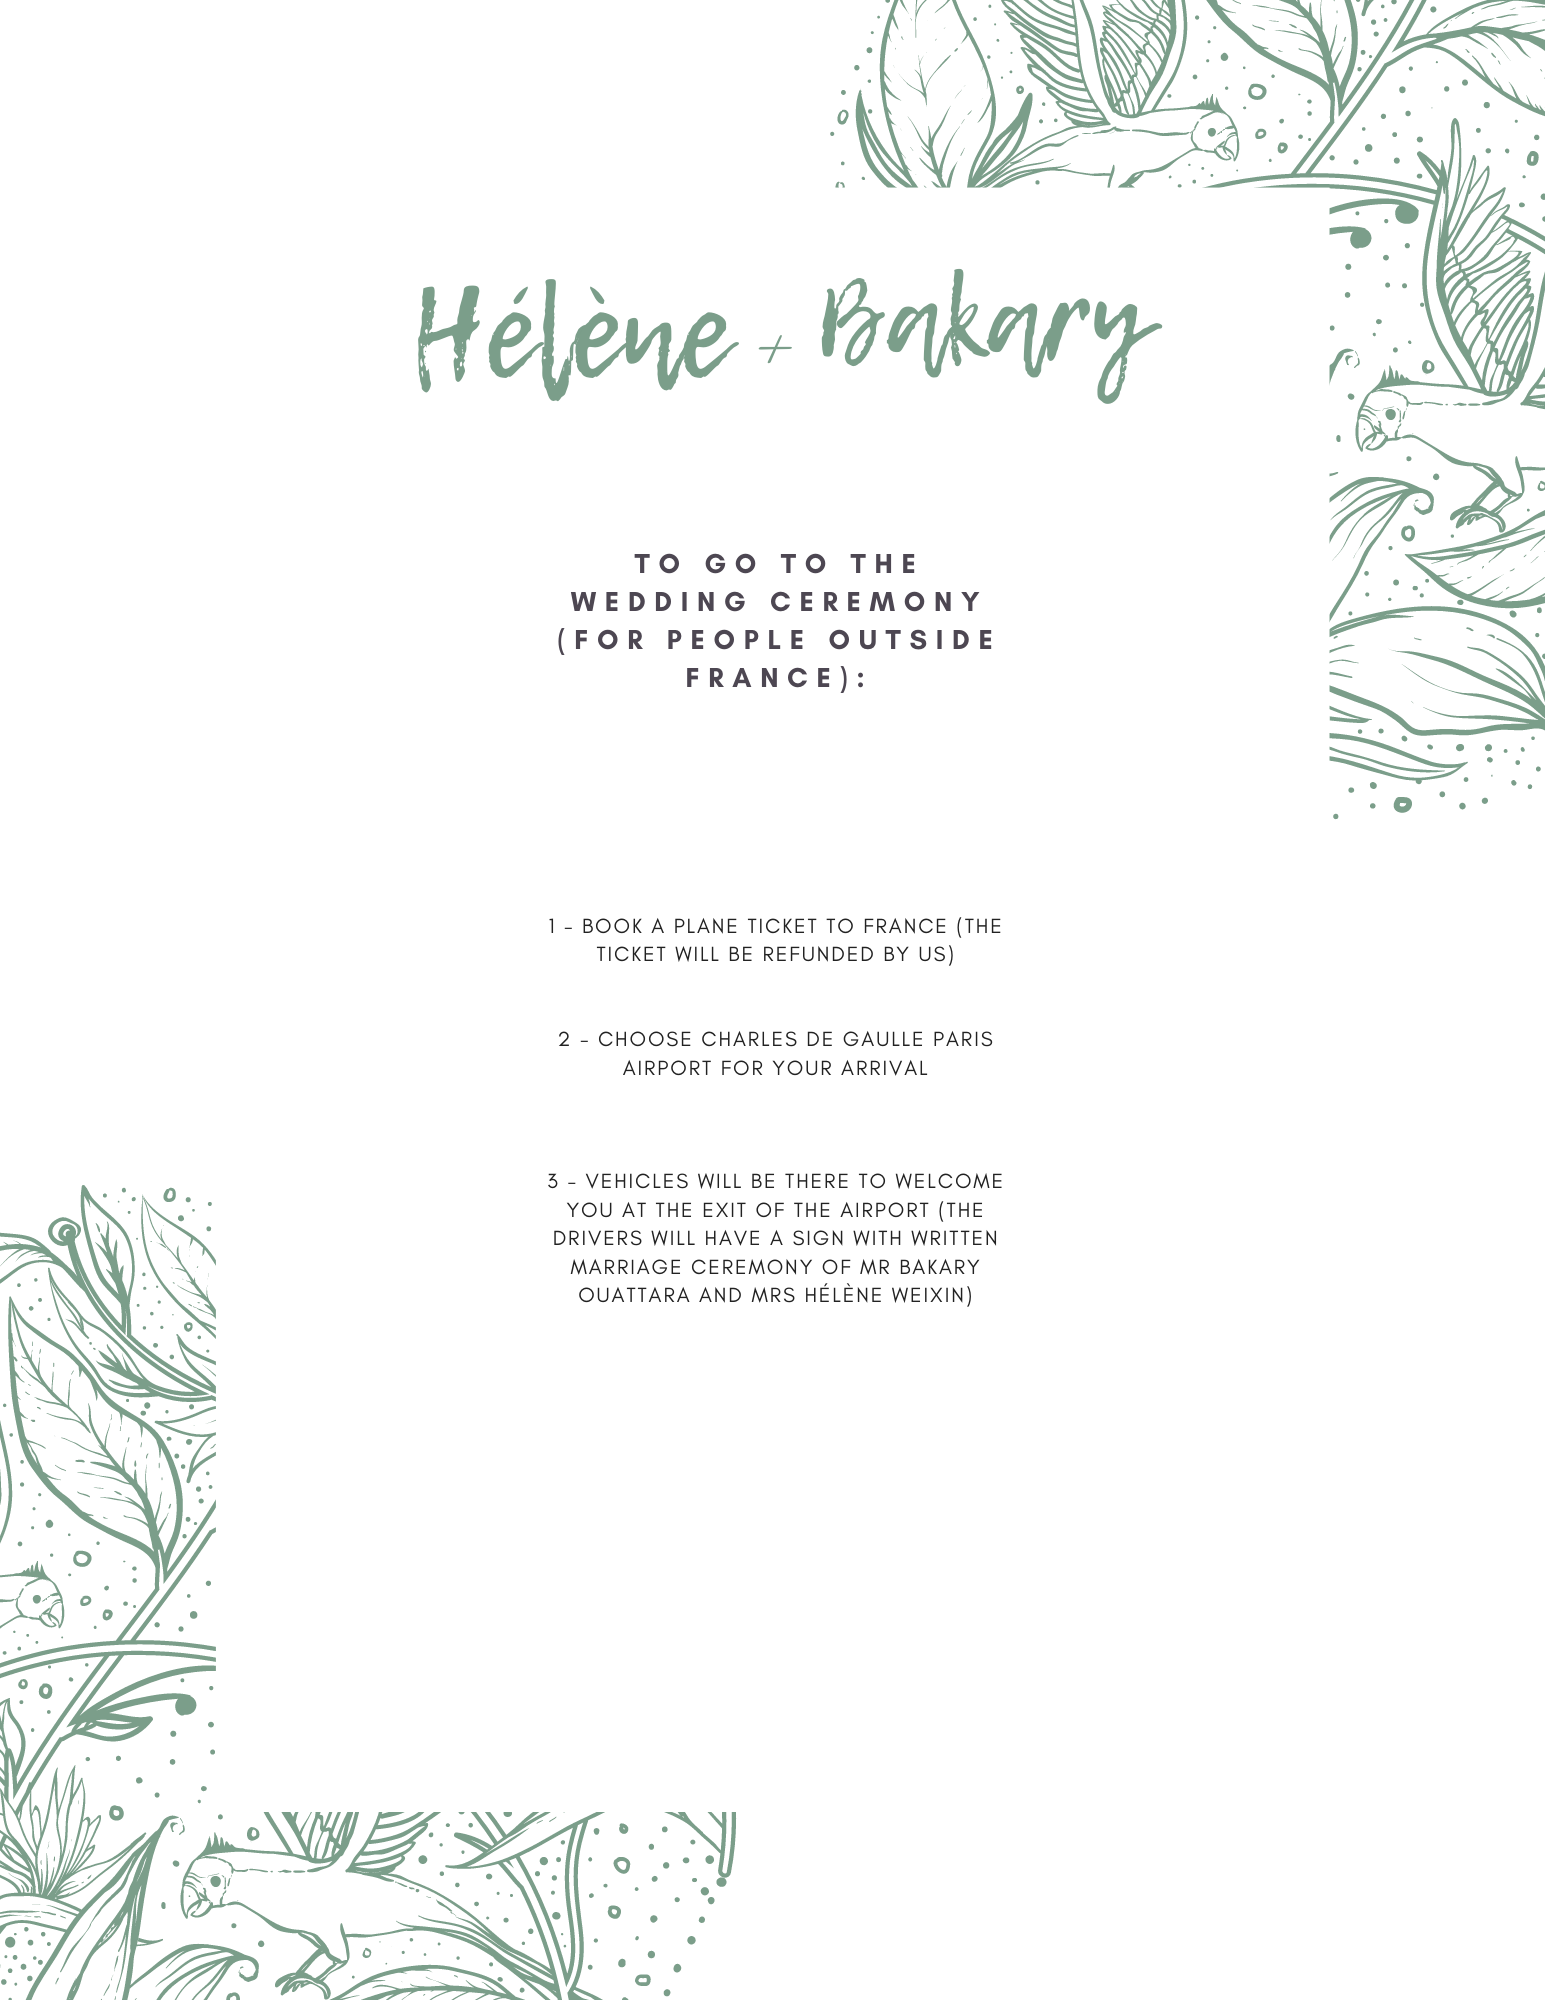 Hélène + Bakary
TO GO TO THE
WEDDING CEREMONY
(FOR PEOPLE OUTSIDE
FRANCE):
1 - BOOK A PLANE TICKET TO FRANCE (THE
TICKET WILL BE REFUNDED BY US)
2 - CHOOSE CHARLES DE GAULLE PARIS
AIRPORT FOR YOUR ARRIVAL
3 - VEHICLES WILL BE THERE TO WELCOME
YOU AT THE EXIT OF THE AIRPORT (THE
DRIVERS WILL HAVE A SIGN WITH WRITTEN
MARRIAGE CEREMONY OF MR BAKARY
OUATTARA AND MRS HÉLÈNE WEIXIN)